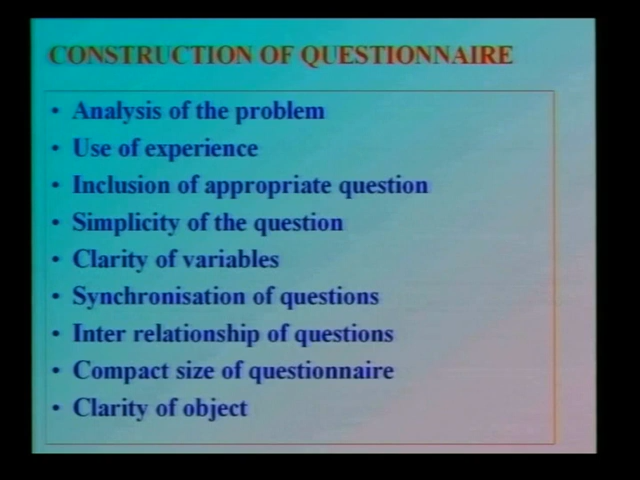 CONSTRUCTION OF QUESTIONNAIRE
• Analysis of the problem
• Use of experience
• Inclusion of appropriate question
• Simplicity of the question
• Clarity of variables
• Synchronisation of questions
• Inter relationship of questions
• Compact size of questionnaire
• Clarity of object